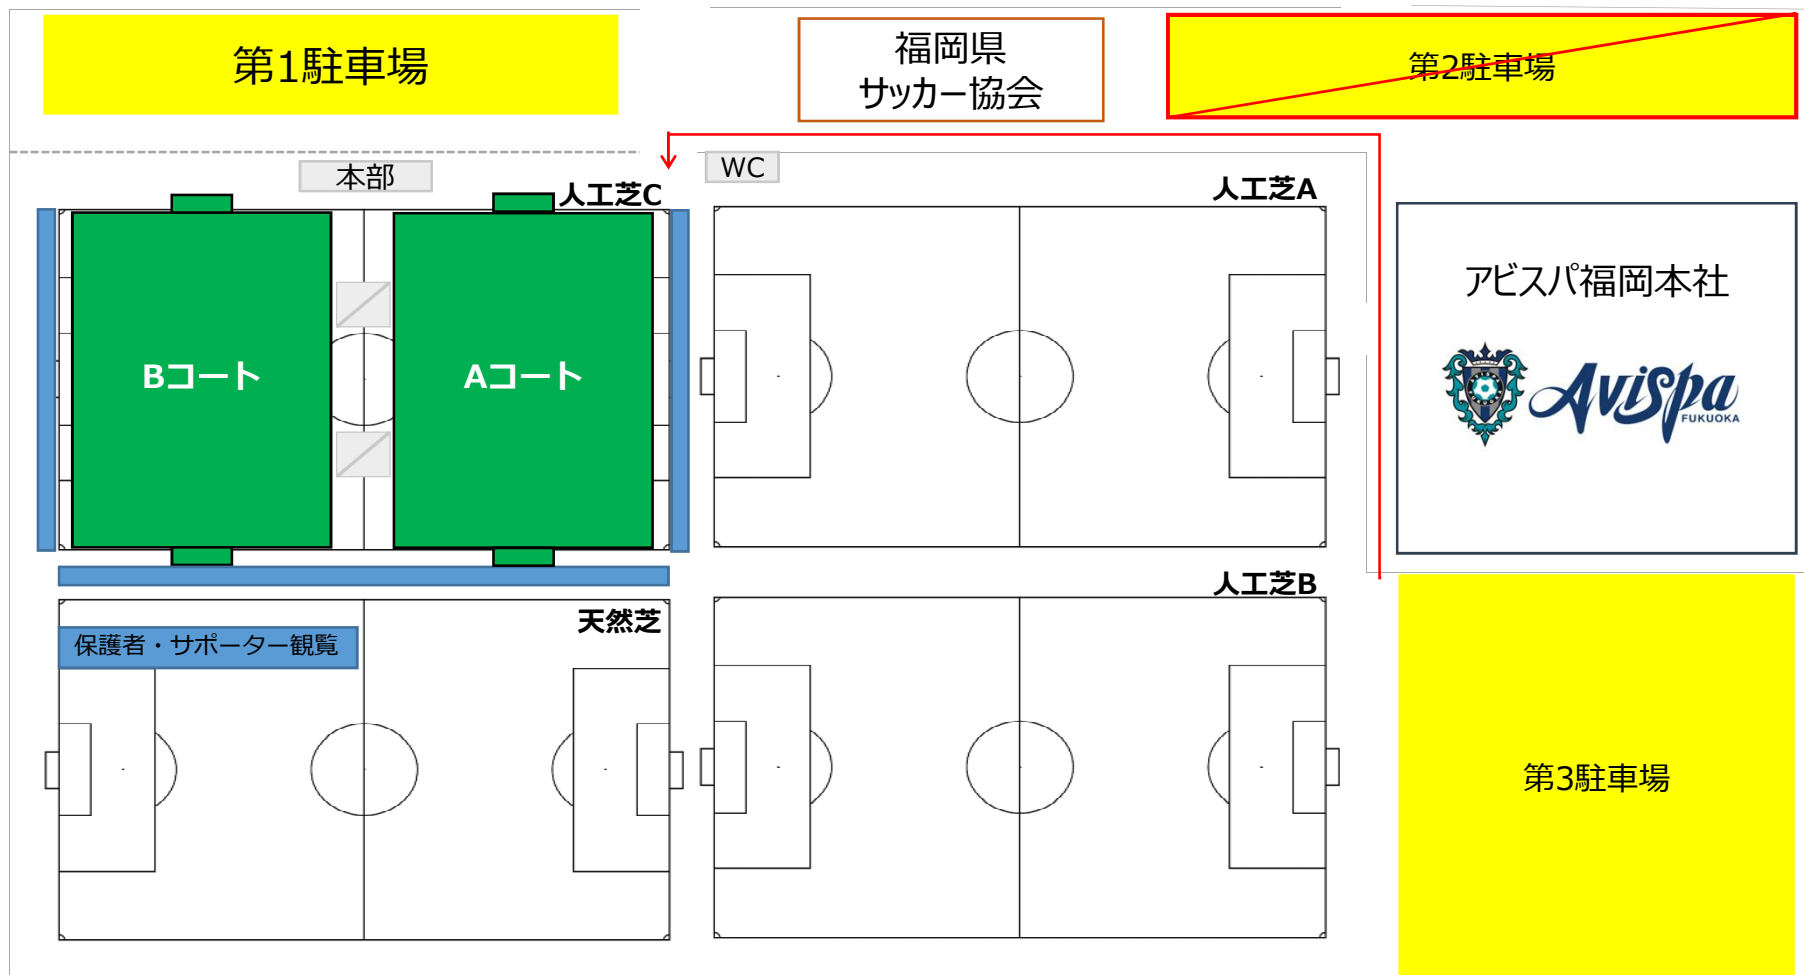 第1駐車場
福岡県
サッカー協会
第2駐車場
本部
WC
人工芝C
人工芝A
Bコート
Aコート
アビスパ福岡本社
Avispa
FUKUOKA
人工芝B
天然芝
保護者・サポーター観覧
第3駐車場